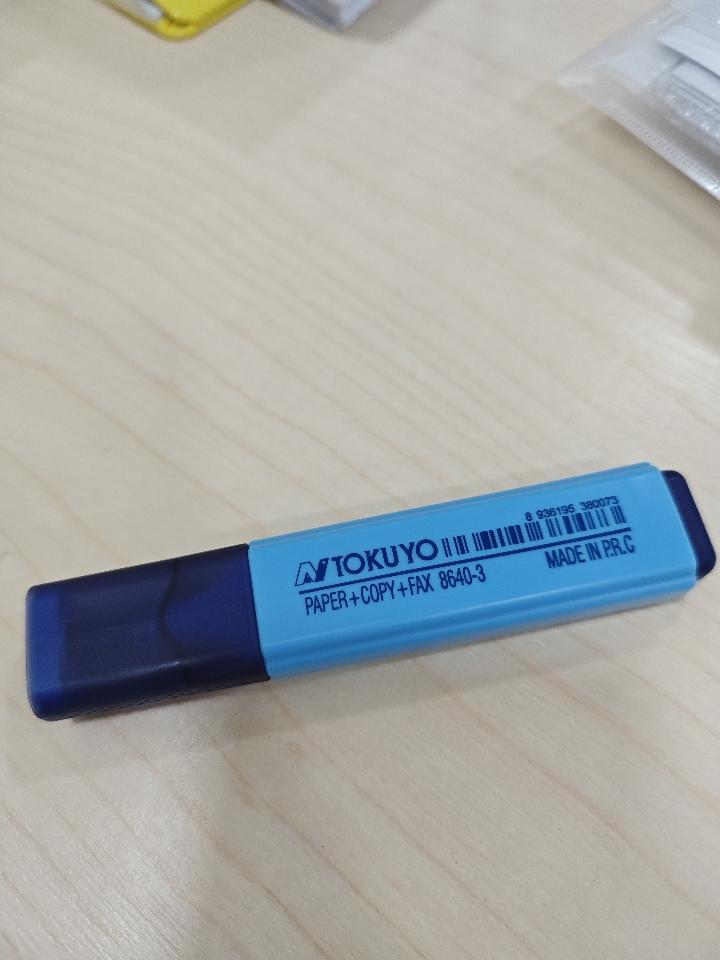 TOKUYO
8 936195 380073
PAPER+COPY+FAX 8640-3
MADE IN P.R.C